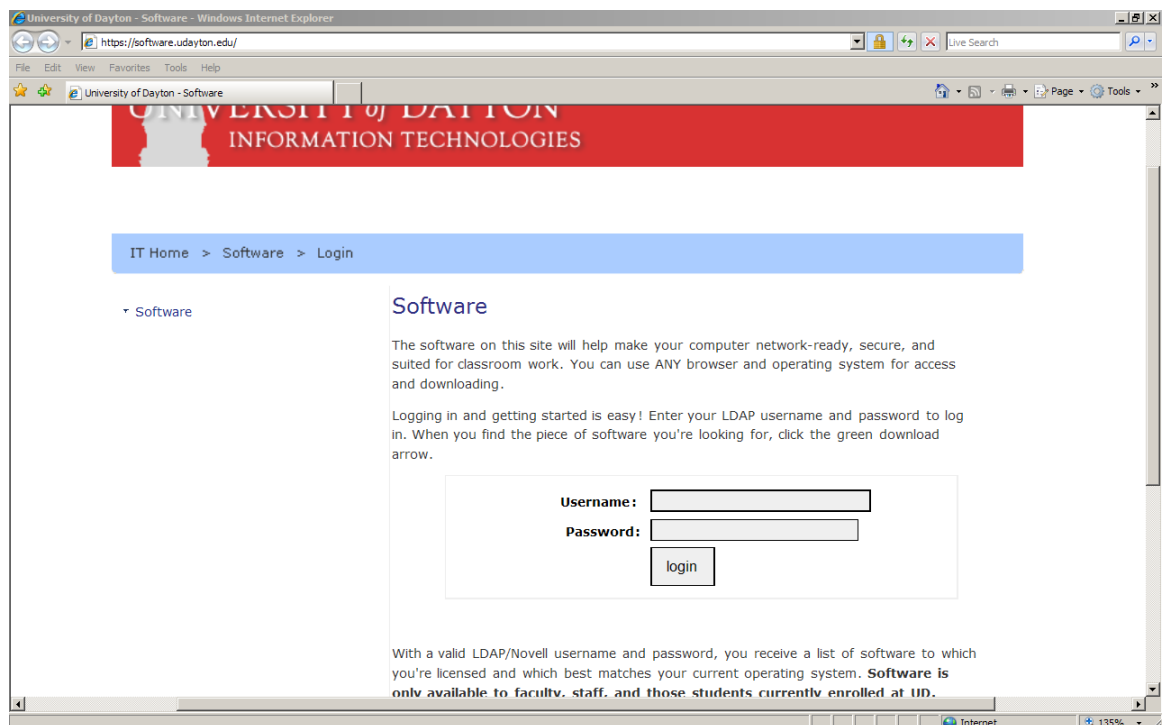 University of Dayton - Software - Windows Internet Explorer
https://software.udayton.edu/
Live Search
File Edit View Favorites Tools Help
University of Dayton - Software
Page Tools »
UNIVERSITY of DAYTON
INFORMATION TECHNOLOGIES
IT Home > Software > Login
Software
Software
The software on this site will help make your computer network-ready, secure, and
suited for classroom work. You can use ANY browser and operating system for access
and downloading.
Logging in and getting started is easy! Enter your LDAP username and password to log
in. When you find the piece of software you're looking for, click the green download
arrow.
Username:
Password:
login
With a valid LDAP/Novell username and password, you receive a list of software to which
you're licensed and which best matches your current operating system. Software is
only available to faculty, staff, and those students currently enrolled at UD.
Internet
135%